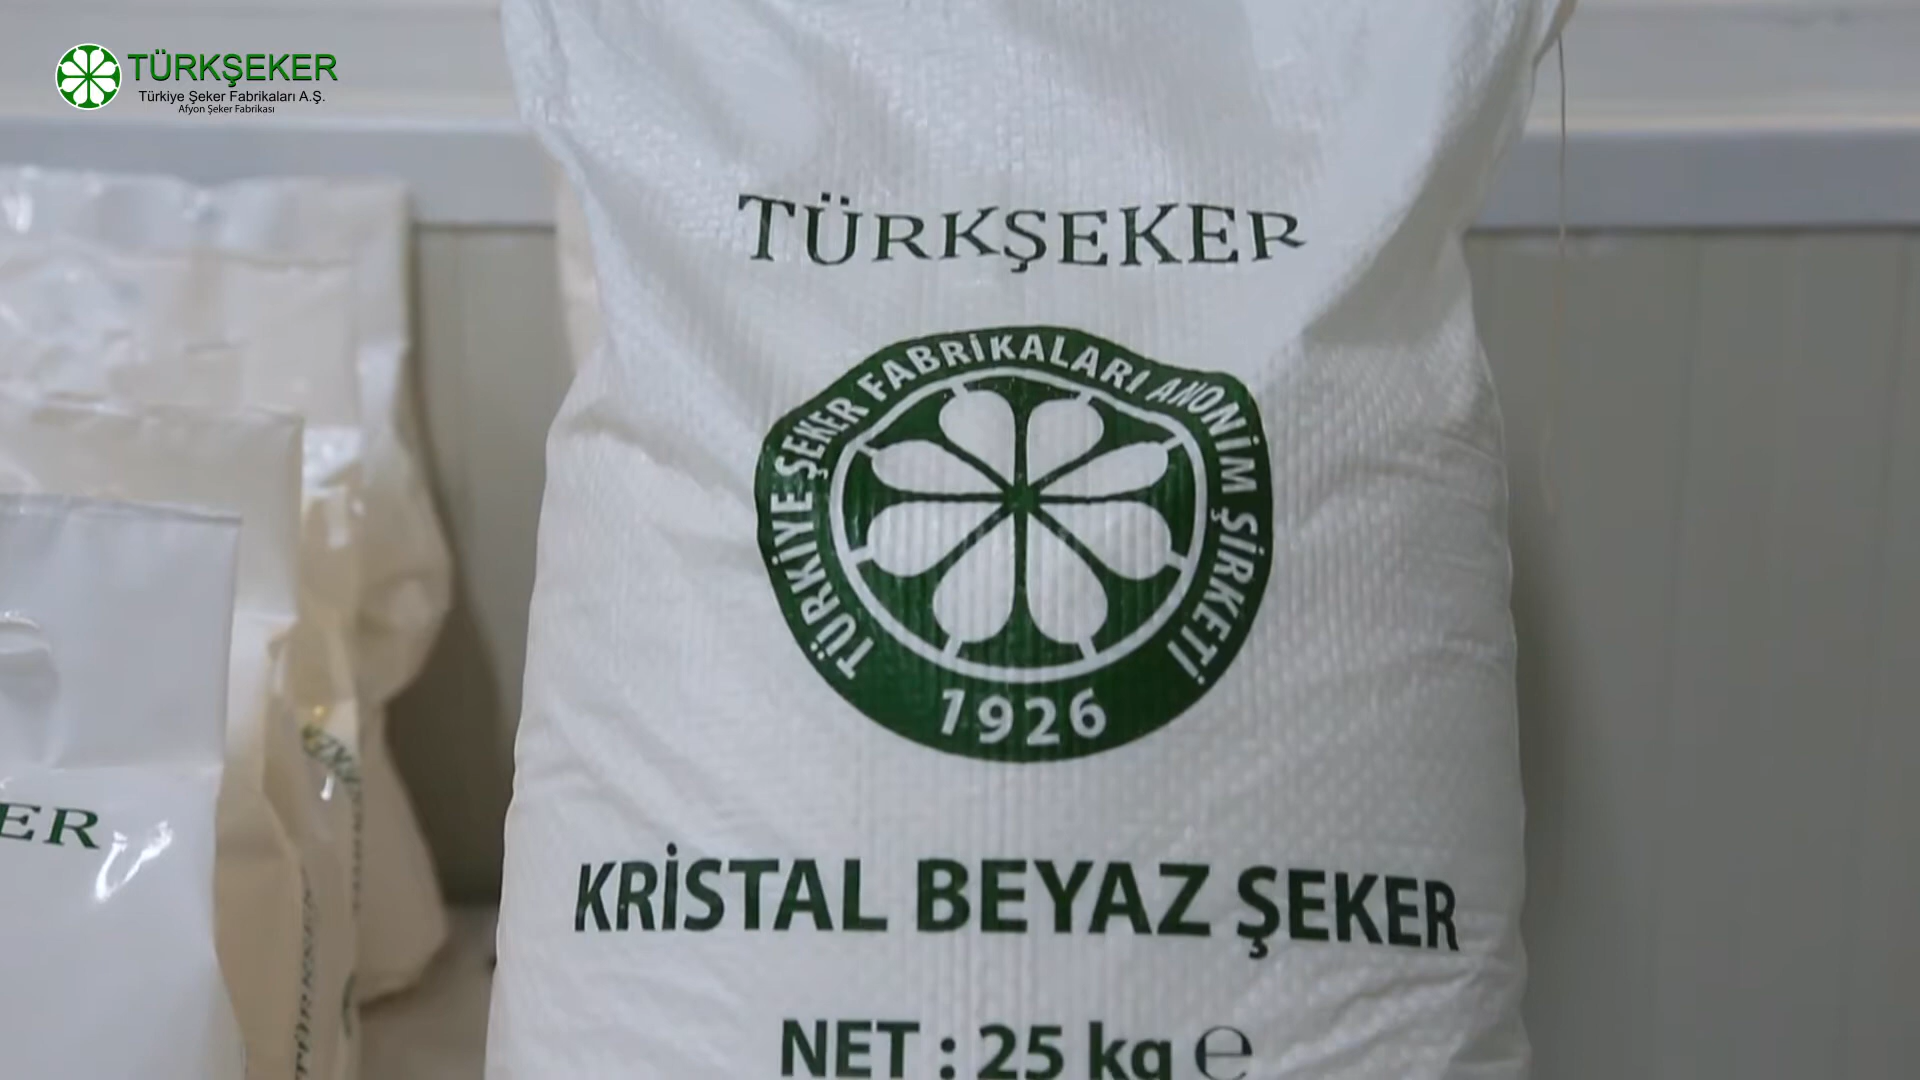 TÜRKŞEKER
Türkiye Şeker Fabrikaları A.Ş.
Afyon Şeker Fabrikası
TÜRKŞEKER
TÜRKİYE ŞEKER FABRİKALARI ANONİM ŞİRKETİ
1926
KRİSTAL BEYAZ ŞEKER
NET : 25 kg ℮
ER